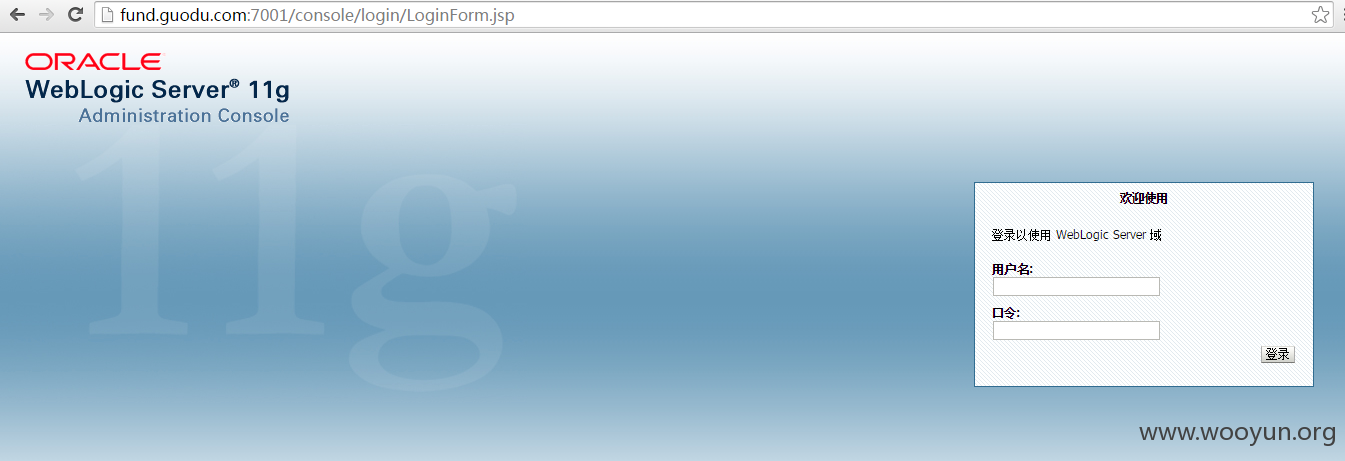 fund.guodu.com:7001/console/login/LoginForm.jsp
ORACLE
WebLogic Server® 11g
Administration Console
11g
欢迎使用
登录以使用 WebLogic Server 域
用户名:
口令:
登录
www.wooyun.org